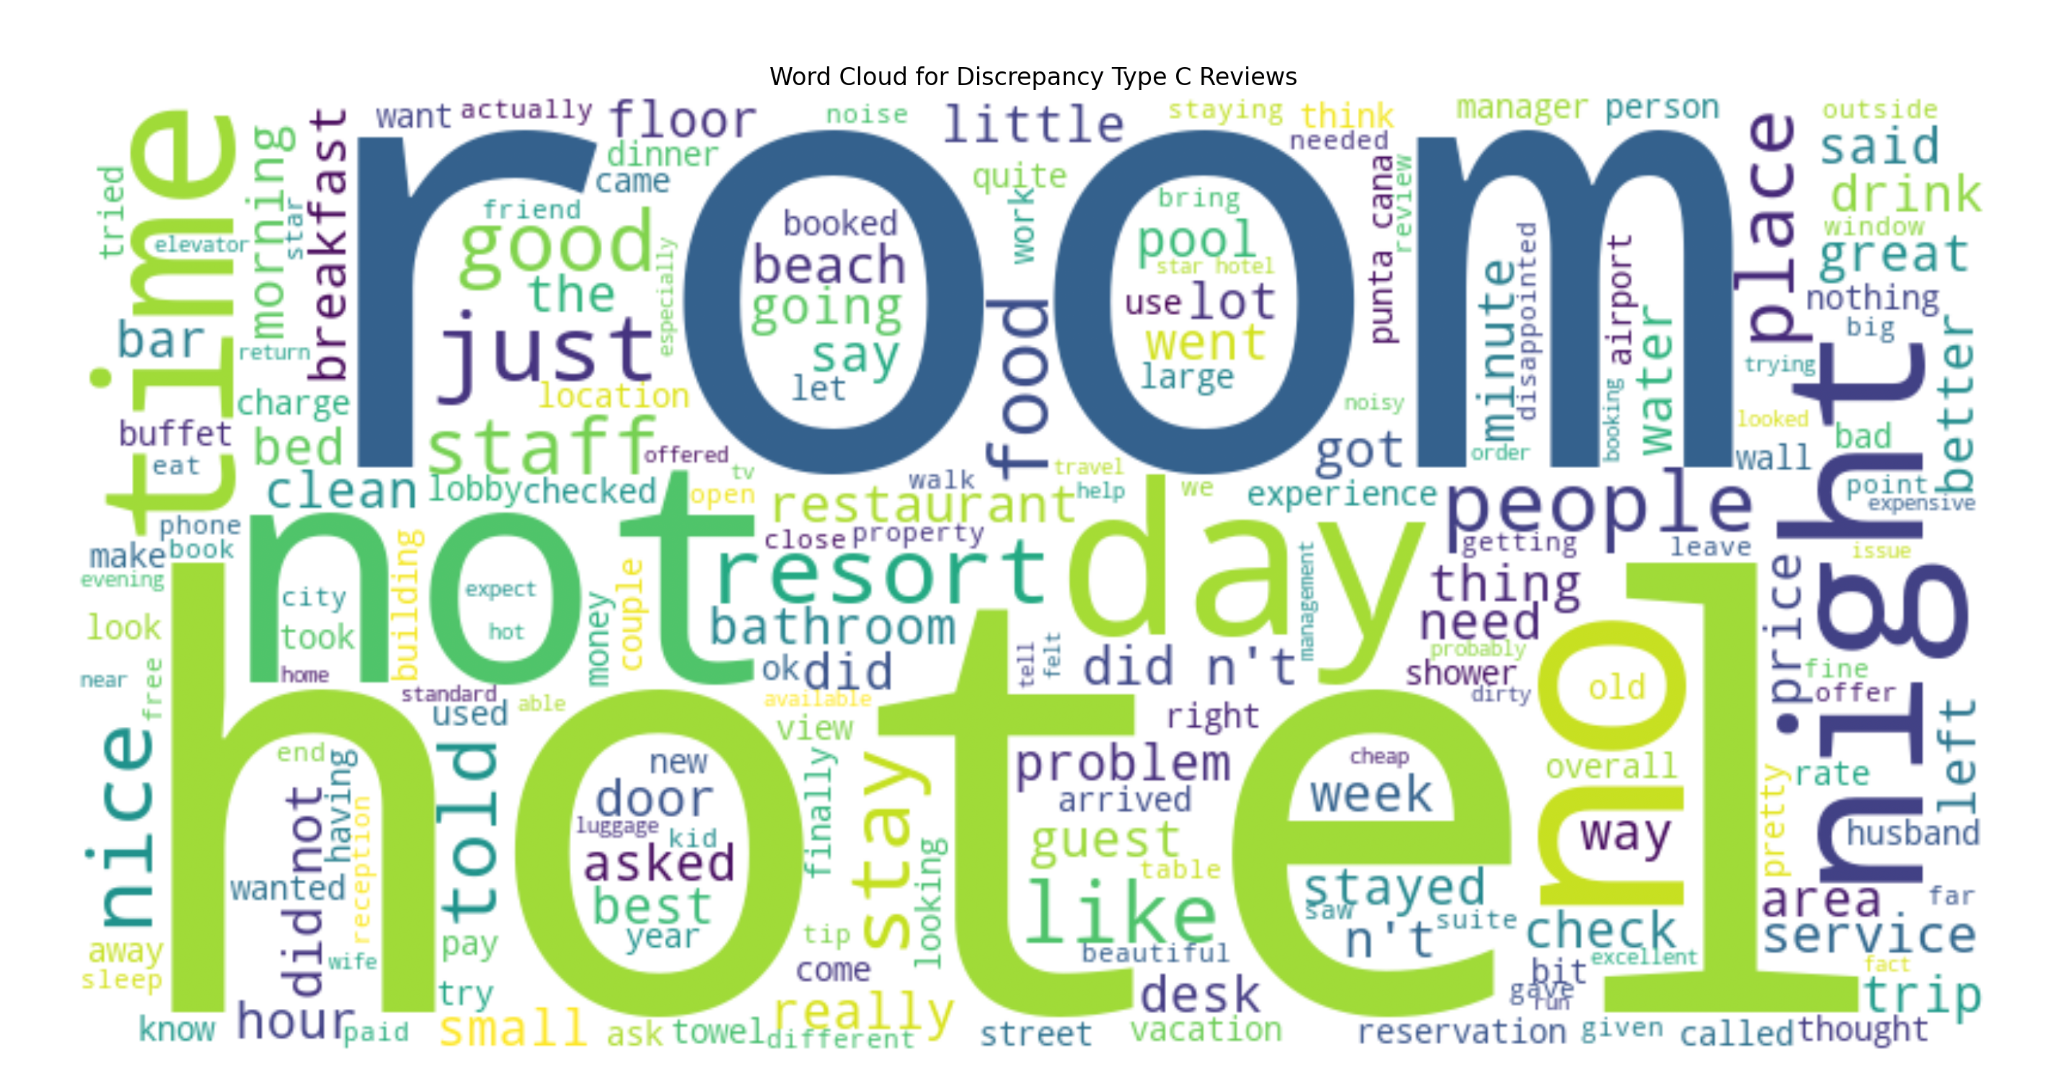 Word Cloud for Discrepancy Type C Reviews
want
actually
floor
noise
little
staying
think
manager
person
outside
time
tried
morning
breakfast
room
dinner
came
needed
place
said
quite
review
punta cana
drink
elevator
star
friend
good
booked
work
bring
pool
window
especially
beach
star hotel
disappointed
airport
great
the
going
use
lot
minute
nothing
bar
just
say
food
went
water
big
return
let
large
booking
trying
better
charge
location
noisy
looked
buffet
bed
staff
offered
got
order
bad
eat
tv
walk
travel
wall
clean
lobby
checked
open
restaurant
help
we
experience
people
point
expensive
phone
not
close
property
day
getting
leave
night
make
book
building
resort
management
thing
issue
evening
city
expect
money
couple
price
look
took
hot
bathroom
need
near
free
home
ok
did
tell
felt
did n't
probably
shower
fine
standard
able
available
dirty
no
old
offer
used
right
view
hotel
nice
told
end
having
new
finally
stay
problem
cheap
overall
pretty
rate
left
did not
door
arrived
week
luggage
kid
guest
way
husband
reception
asked
looking
table
wanted
best
like
stayed
area
far
year
saw
suite
check
service
away
pay
tip
n't
wife
beautiful
excellent
fact
sleep
come
bit
try
desk
gave
run
trip
know
hour
paid
small
ask
towel
really
different
street
vacation
reservation
given
called
thought